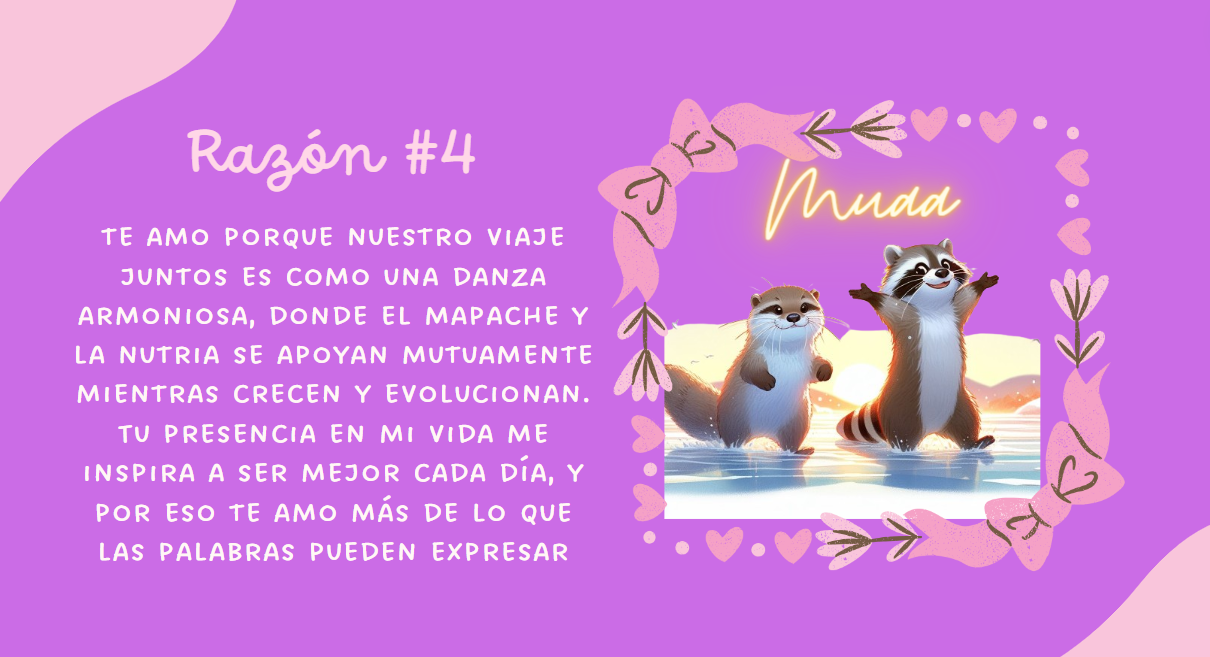 Razón #4
TE AMO PORQUE NUESTRO VIAJE
JUNTOS ES COMO UNA DANZA
ARMONIOSA, DONDE EL MAPACHE Y
LA NUTRIA SE APOYAN MUTUAMENTE
MIENTRAS CRECEN Y EVOLUCIONAN.
TU PRESENCIA EN MI VIDA ME
INSPIRA A SER MEJOR CADA DÍA, Y
POR ESO TE AMO MÁS DE LO QUE
LAS PALABRAS PUEDEN EXPRESAR
Muaa